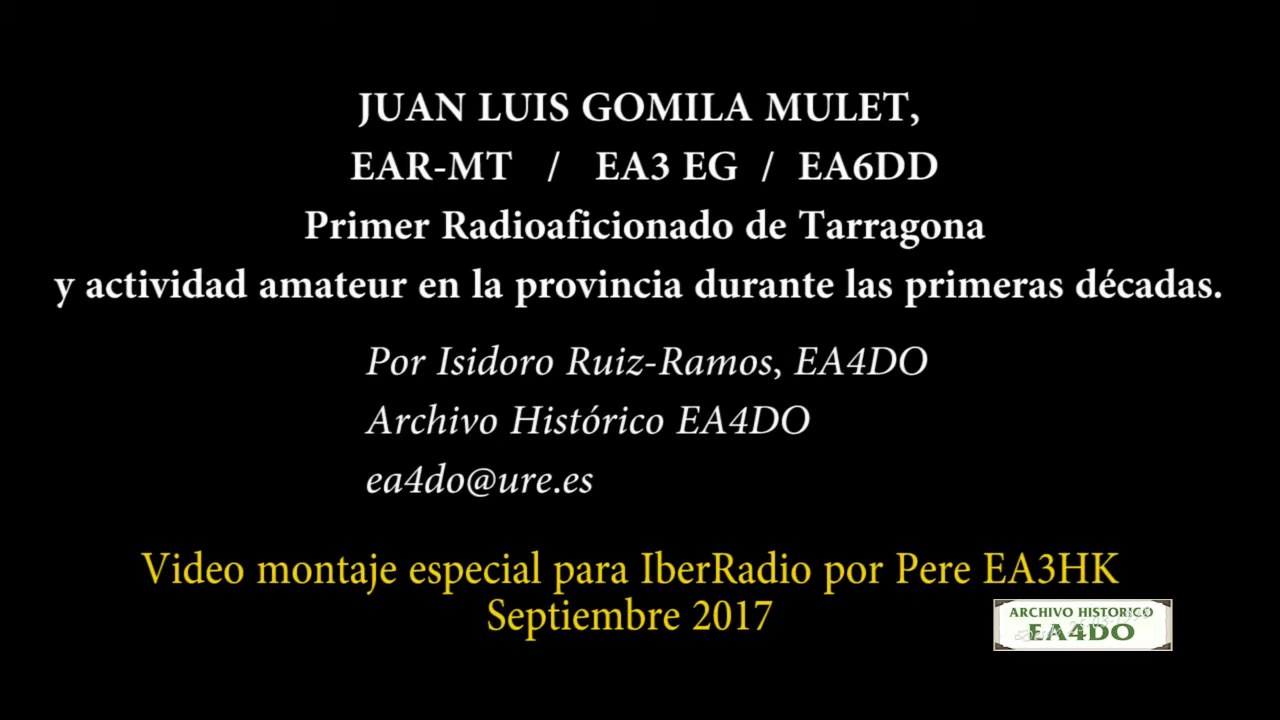 JUAN LUIS GOMILA MULET,
EAR-MT / EA3 EG / EA6DD
Primer Radioaficionado de Tarragona
y actividad amateur en la provincia durante las primeras décadas.
Por Isidoro Ruiz-Ramos, EA4DO
Archivo Histórico EA4DO
ea4do@ure.es
Video montaje especial para IberRadio por Pere EA3HK
Septiembre 2017
ARCHIVO HISTORICO
EA4DO